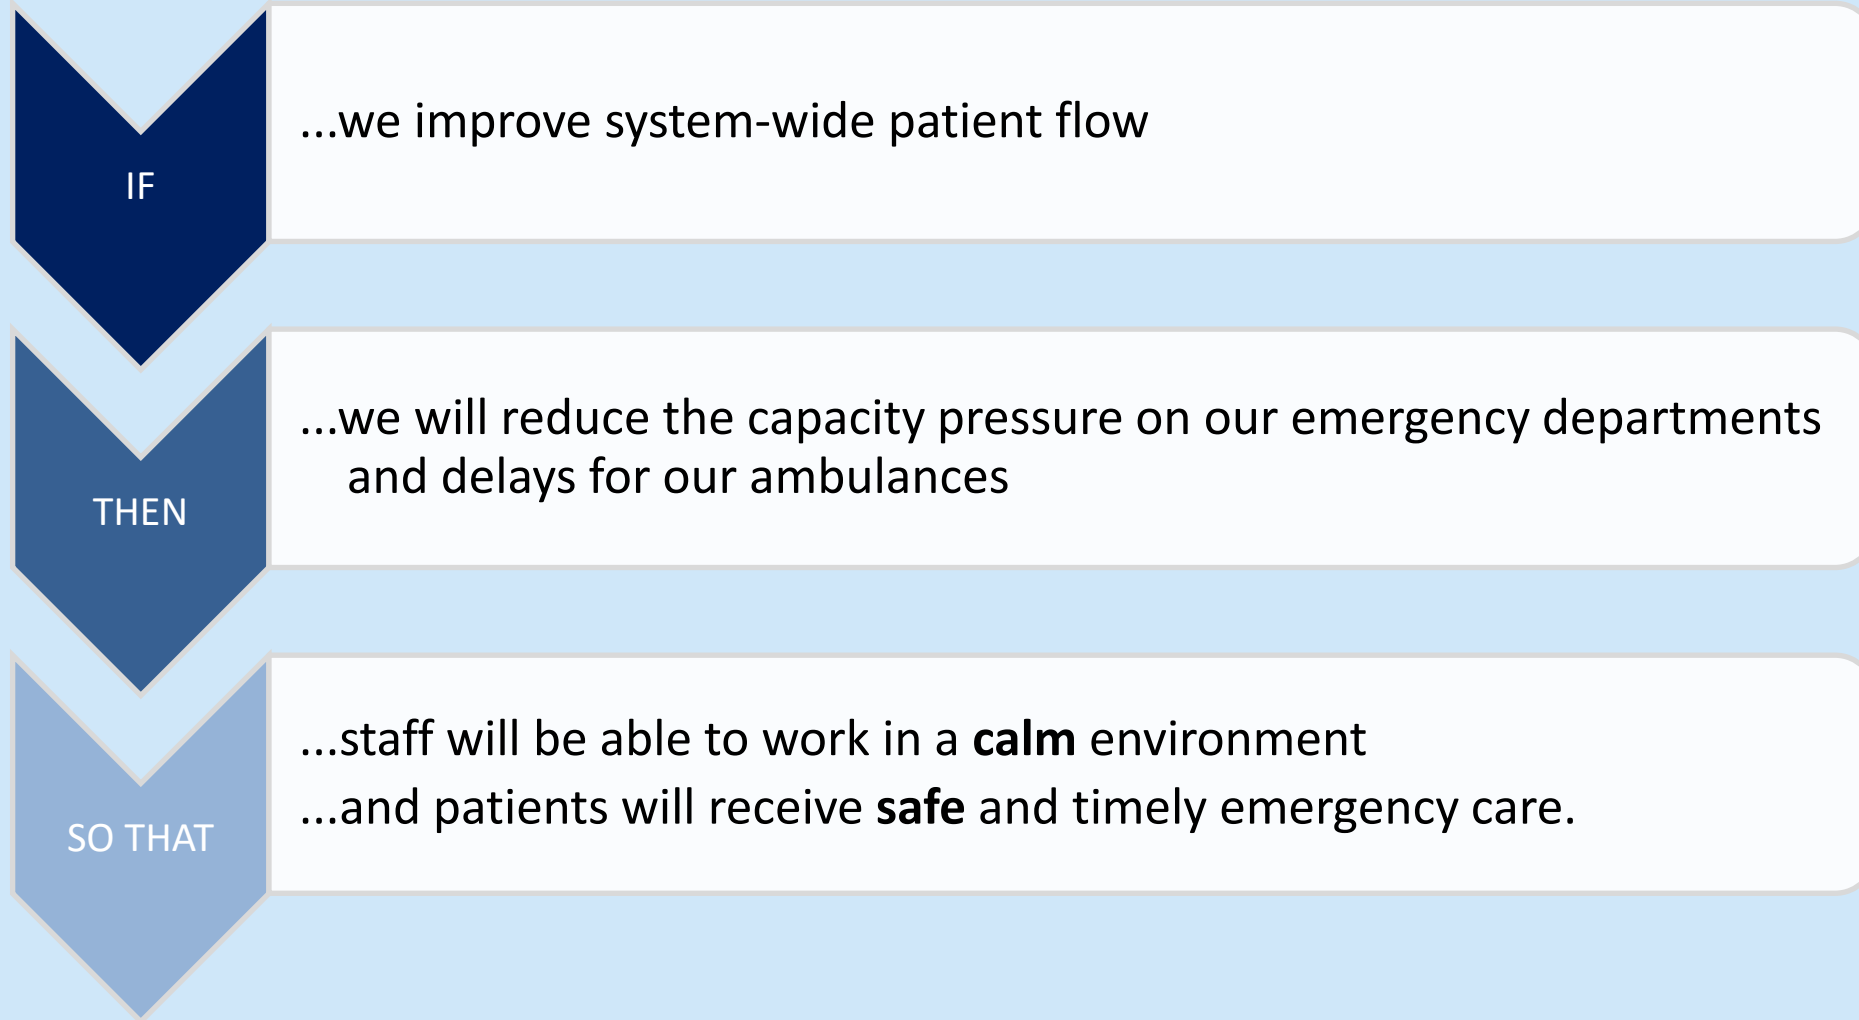 IF
...we improve system-wide patient flow
THEN
...we will reduce the capacity pressure on our emergency departments
and delays for our ambulances
SO THAT
...staff will be able to work in a calm environment
...and patients will receive safe and timely emergency care.